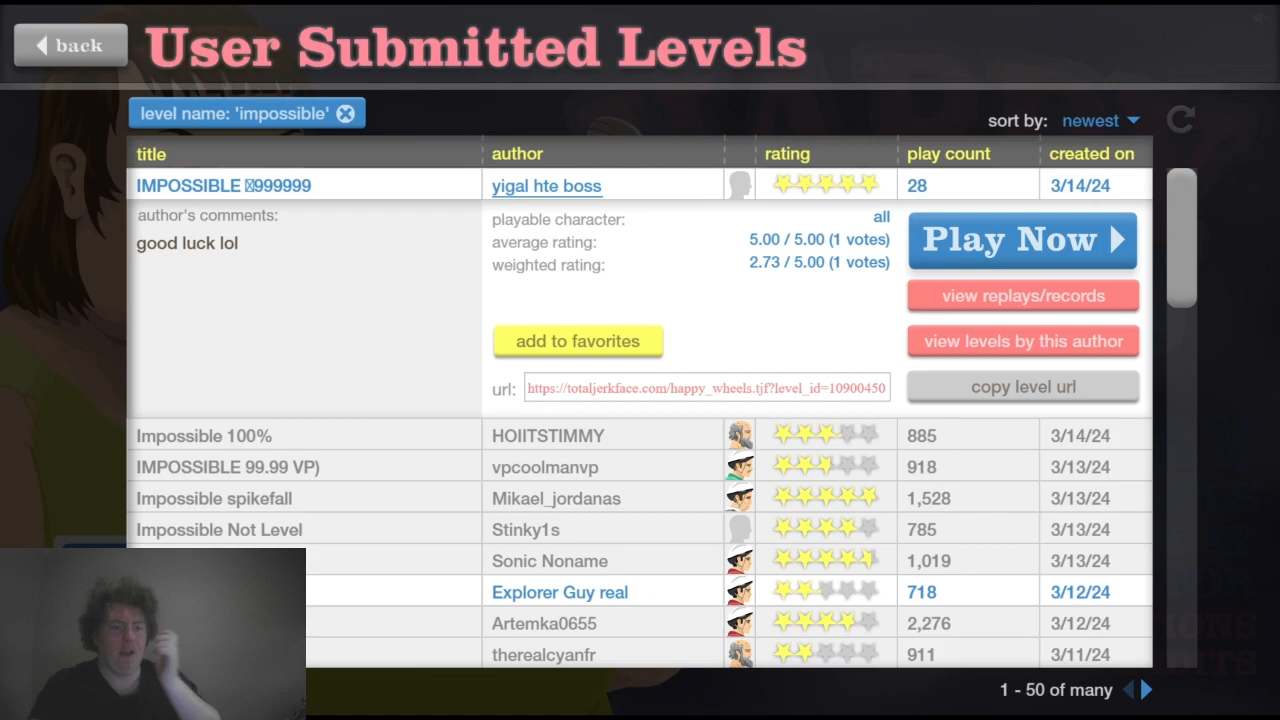 back
User Submitted Levels
level name: 'impossible'
sort by: newest
title author rating play count created on
IMPOSSIBLE 999999 yigal hte boss 28 3/14/24
author's comments:
good luck lol
playable character: all
average rating: 5.00 / 5.00 (1 votes)
weighted rating: 2.73 / 5.00 (1 votes)
add to favorites
url: https://totaljerkface.com/happy_wheels.tjf?level_id=10900450
Play Now
view replays/records
view levels by this author
copy level url
Impossible 100% HOIITSTIMMY 885 3/14/24
IMPOSSIBLE 99.99 VP) vpcoolmanvp 918 3/13/24
Impossible spikefall Mikael_jordanas 1,528 3/13/24
Impossible Not Level Stinky1s 785 3/13/24
Sonic Noname 1,019 3/13/24
Explorer Guy real 718 3/12/24
Artemka0655 2,276 3/12/24
therealcyanfr 911 3/11/24
1 - 50 of many